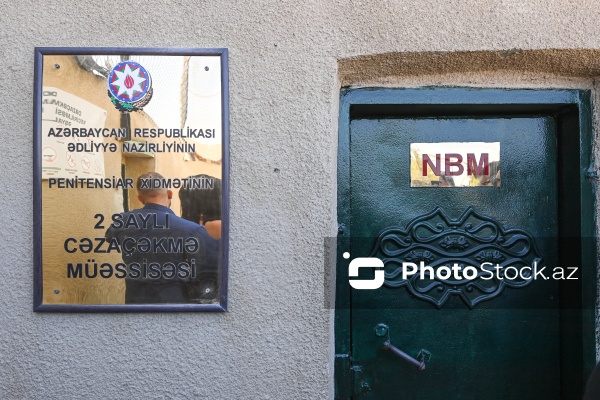 AZƏRBAYCAN RESPUBLİKASI
ƏDLİYYƏ NAZİRLİYİNİN
PENİTENSİAR XİDMƏTİNİN
2 SAYLI
CƏZAÇƏKMƏ
MÜƏSSİSƏSİ
NBM
PhotoStock.az